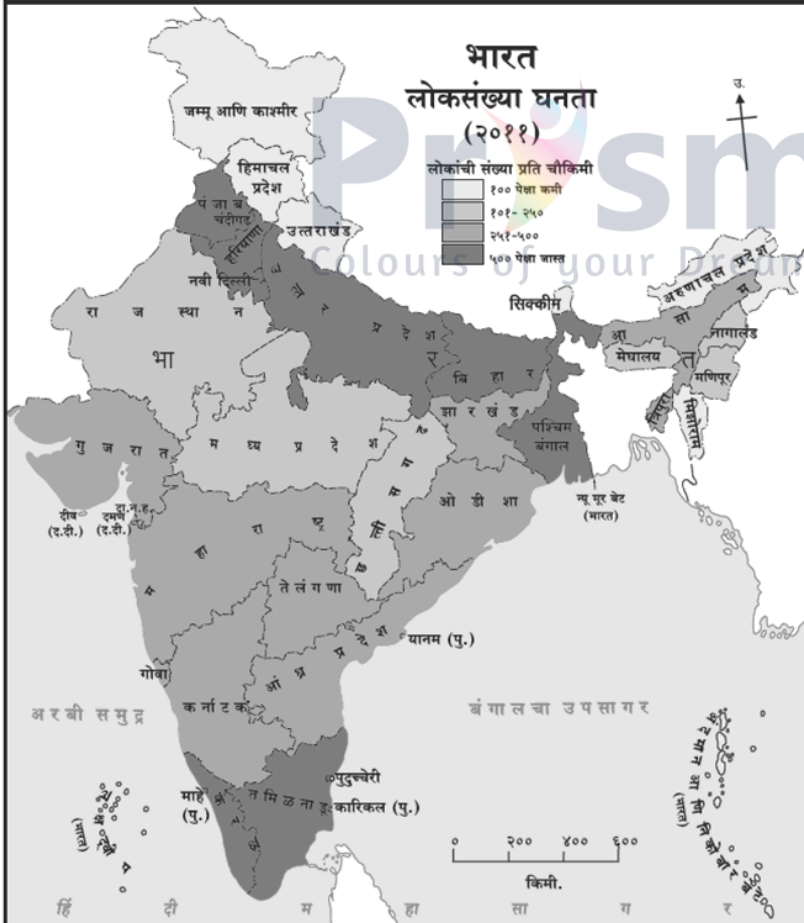 भारत
लोकसंख्या घनता
(२०११)
उ.
लोकांची संख्या प्रति चौकिमी
१०० पेक्षा कमी
१०१- २५०
२५१-५००
५०० पेक्षा जास्त
Prism
Colours of your Dream
जम्मू आणि काश्मीर
हिमाचल
प्रदेश
पंजाब
चंदीगढ
हरियाणा
उत्तराखंड
नवी दिल्ली
उत्तर प्रदेश
राजस्थान
सिक्कीम
अरुणाचल प्रदेश
आसाम
नागालँड
मेघालय
मणिपूर
त्रिपुरा
मिझोराम
भा
र
त
बिहार
झारखंड
पश्चिम
बंगाल
गुजरात
मध्य प्रदेश
छत्तीसगढ
ओडीशा
न्यू मूर बेट
(भारत)
दीव
(द.दी.)
दमण
(द.दी.)
दा.न.ह.
महाराष्ट्र
तेलंगणा
आंध्र प्रदेश
यानम (पु.)
गोवा
कर्नाटक
अरबी समुद्र
बंगालचा उपसागर
पुदुच्चेरी
माहे
(पु.)
केरळ
तमिळनाडू
कारिकल (पु.)
लक्षद्वीप
(भारत)
अंदमान आणि निकोबार बेटे
(भारत)
० २०० ४०० ६००
किमी.
हिंदी महासागर